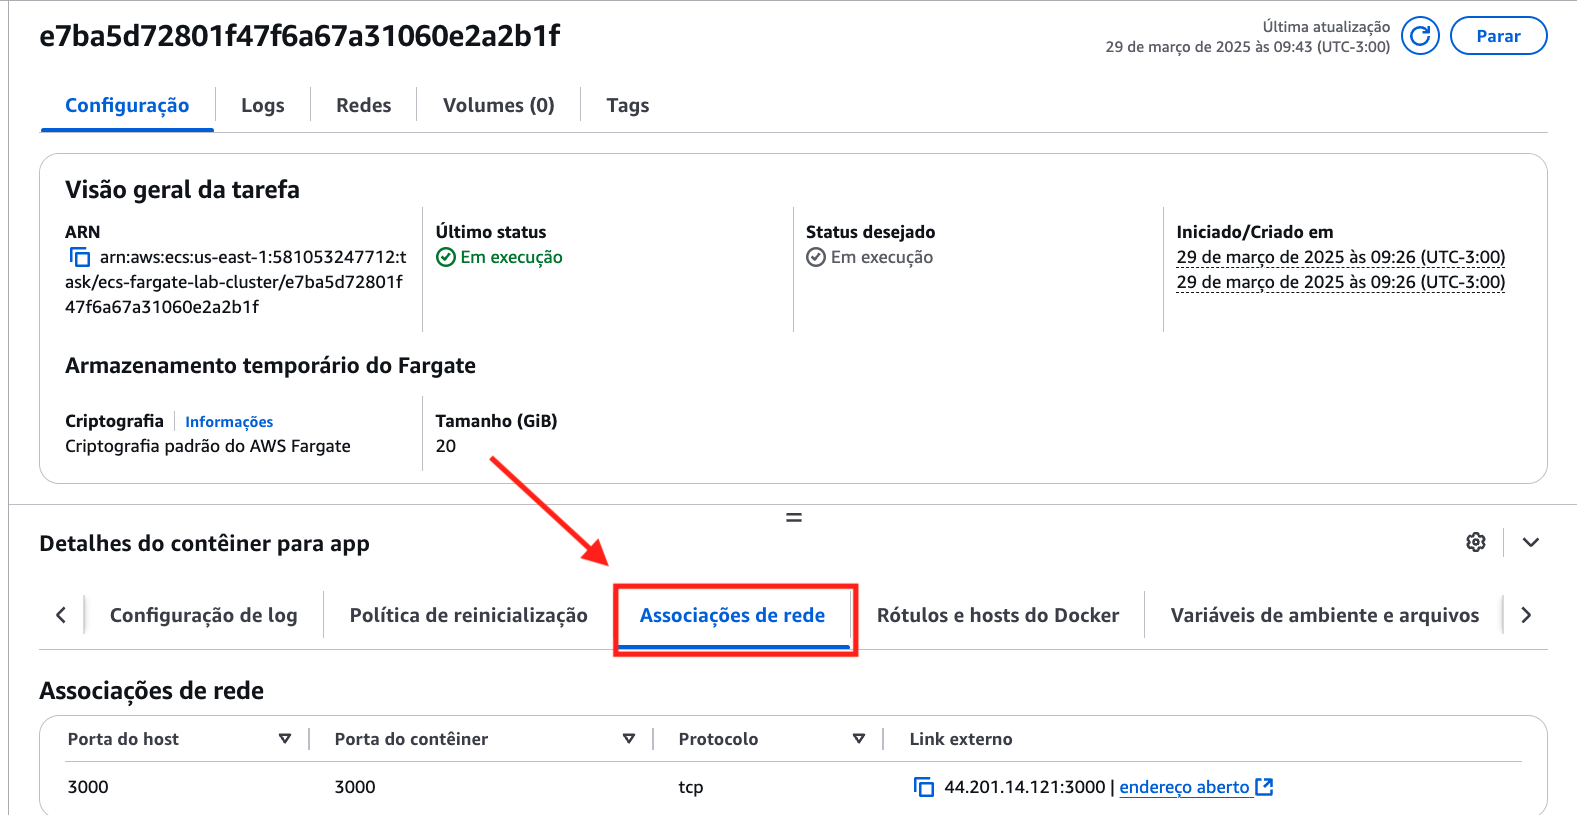 e7ba5d72801f47f6a67a31060e2a2b1f
Última atualização
29 de março de 2025 às 09:43 (UTC-3:00)
Parar
Configuração
Logs
Redes
Volumes (0)
Tags
Visão geral da tarefa
ARN
arn:aws:ecs:us-east-1:581053247712:t
ask/ecs-fargate-lab-cluster/e7ba5d72801f
47f6a67a31060e2a2b1f
Último status
Em execução
Status desejado
Em execução
Iniciado/Criado em
29 de março de 2025 às 09:26 (UTC-3:00)
29 de março de 2025 às 09:26 (UTC-3:00)
Armazenamento temporário do Fargate
Criptografia
Informações
Criptografia padrão do AWS Fargate
Tamanho (GiB)
20
Detalhes do contêiner para app
Configuração de log
Política de reinicialização
Associações de rede
Rótulos e hosts do Docker
Variáveis de ambiente e arquivos
Associações de rede
Porta do host
Porta do contêiner
Protocolo
Link externo
3000
3000
tcp
44.201.14.121:3000 | endereço aberto